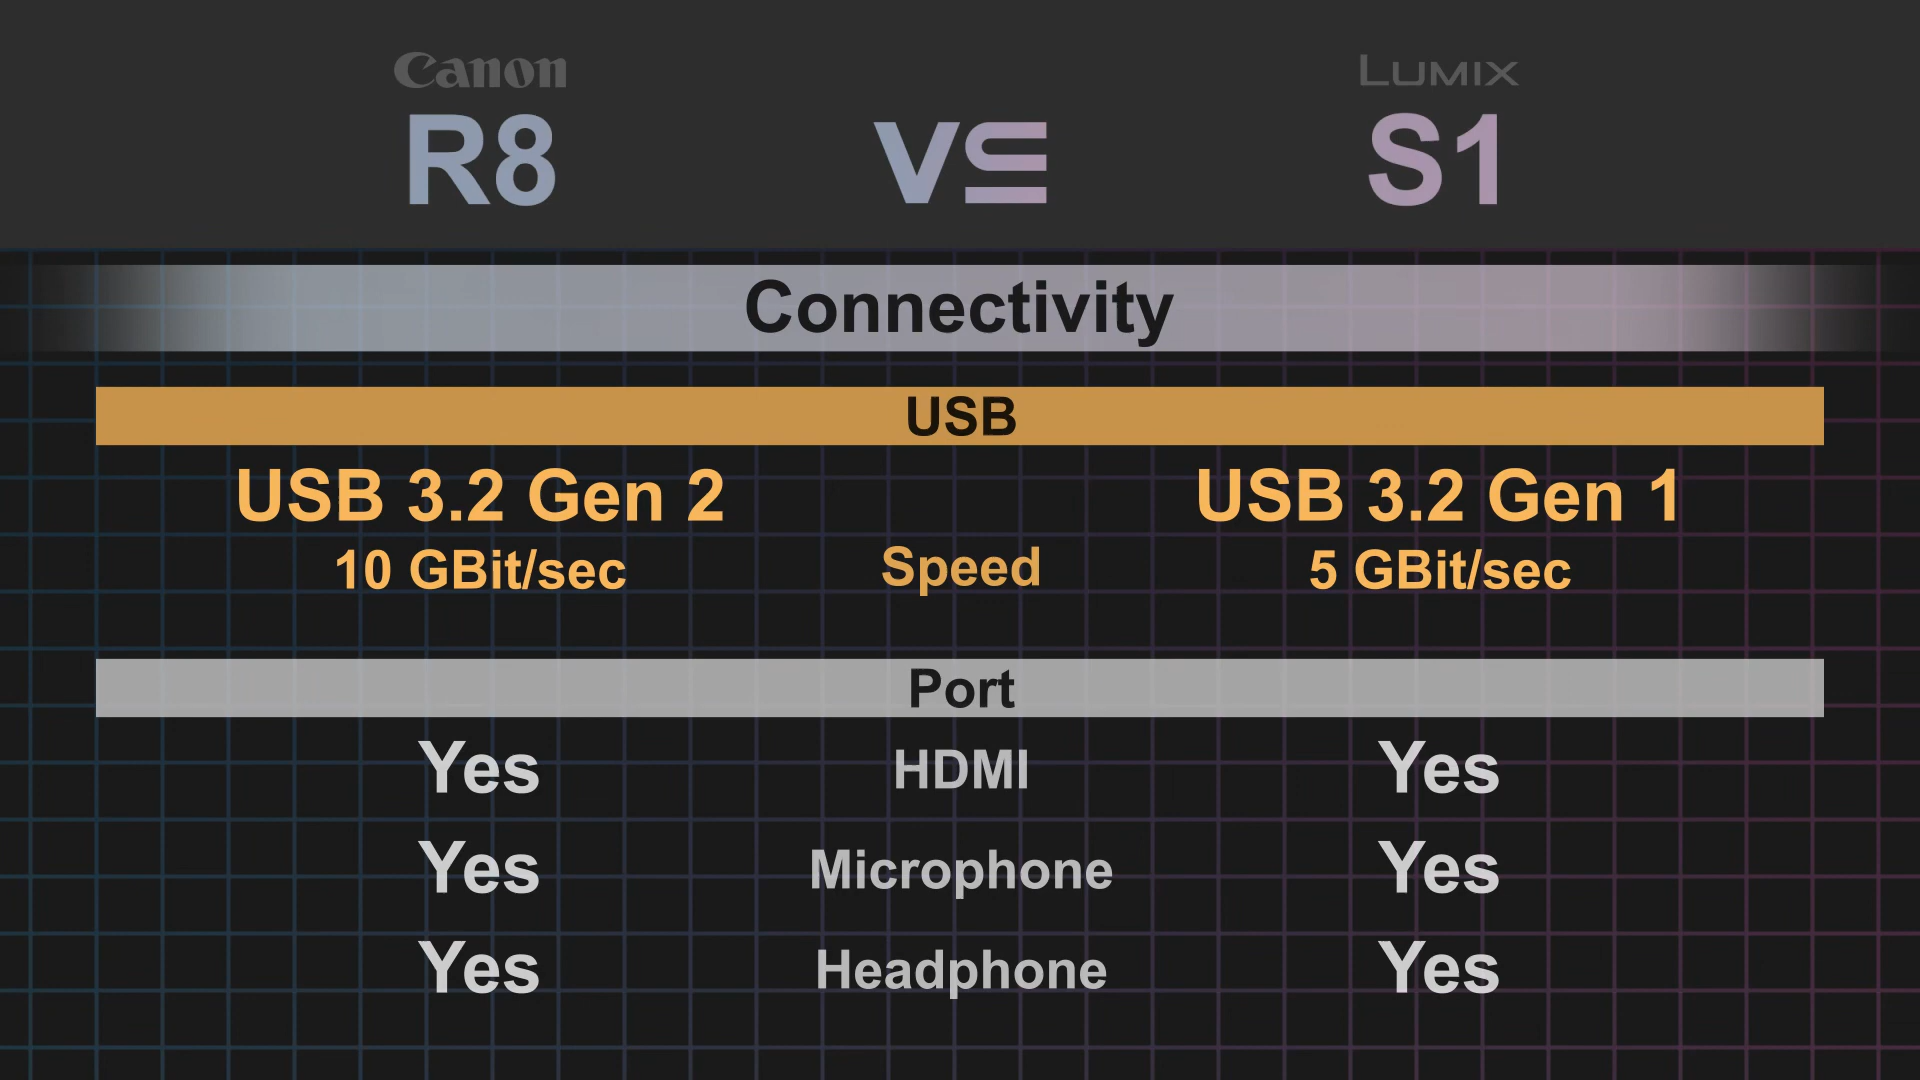 Canon LUMIX
R8 VS S1
Connectivity
USB
USB 3.2 Gen 2 USB 3.2 Gen 1
10 GBit/sec Speed 5 GBit/sec
Port
Yes HDMI Yes
Yes Microphone Yes
Yes Headphone Yes